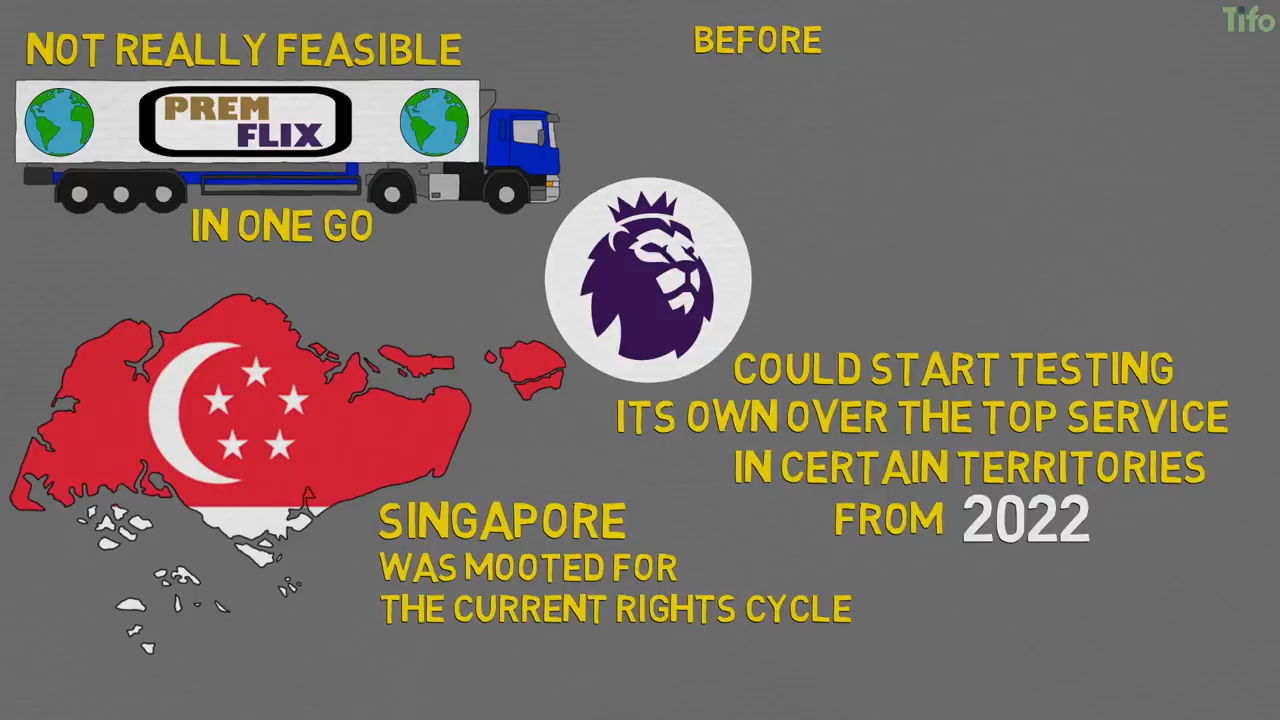 NOT REALLY FEASIBLE
PREM
FLIX
IN ONE GO
BEFORE
Tifo
COULD START TESTING
ITS OWN OVER THE TOP SERVICE
IN CERTAIN TERRITORIES
FROM 2022
SINGAPORE
WAS MOOTED FOR
THE CURRENT RIGHTS CYCLE